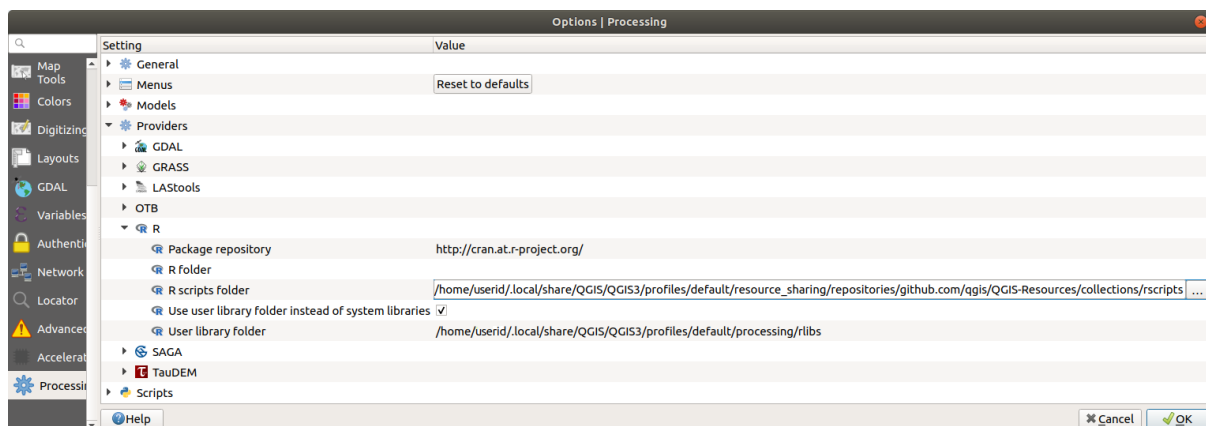 Options | Processing
Setting Value
Map Tools
Colors
Digitizing
Layouts
GDAL
Variables
Authenti
Network
Locator
Advanced
Accelerat
Processi
General
Menus Reset to defaults
Models
Providers
GDAL
GRASS
LAStools
OTB
R
Package repository http://cran.at.r-project.org/
R folder
R scripts folder /home/userid/.local/share/QGIS/QGIS3/profiles/default/resource_sharing/repositories/github.com/qgis/QGIS-Resources/collections/rscripts ...
Use user library folder instead of system libraries
User library folder /home/userid/.local/share/QGIS/QGIS3/profiles/default/processing/rlibs
SAGA
TauDEM
Scripts
Help Cancel OK